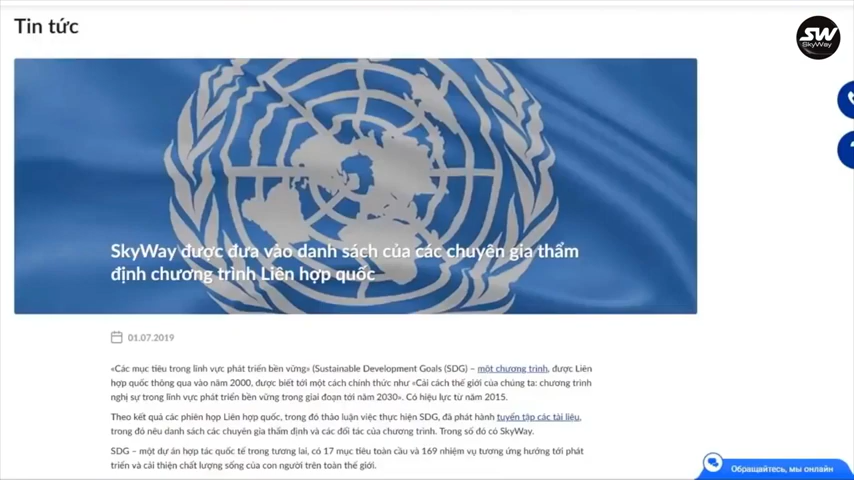 Tin tức
SW
SkyWay
SkyWay được đưa vào danh sách của các chuyên gia thẩm
định chương trình Liên hợp quốc
01.07.2019
«Các mục tiêu trong lĩnh vực phát triển bền vững» (Sustainable Development Goals (SDG) – một chương trình, được Liên
hợp quốc thông qua vào năm 2000, được biết tới một cách chính thức như «Cải cách thế giới của chúng ta: chương trình
nghị sự trong lĩnh vực phát triển bền vững trong giai đoạn tới năm 2030». Có hiệu lực từ năm 2015.
Theo kết quả các phiên họp Liên hợp quốc, trong đó thảo luận việc thực hiện SDG, đã phát hành tuyển tập các tài liệu,
trong đó nêu danh sách các chuyên gia thẩm định và các đối tác của chương trình. Trong số đó có SkyWay.
SDG – một dự án hợp tác quốc tế trong tương lai, có 17 mục tiêu toàn cầu và 169 nhiệm vụ tương ứng hướng tới phát
triển và cải thiện chất lượng sống của con người trên toàn thế giới.
Обращайтесь, мы онлайн